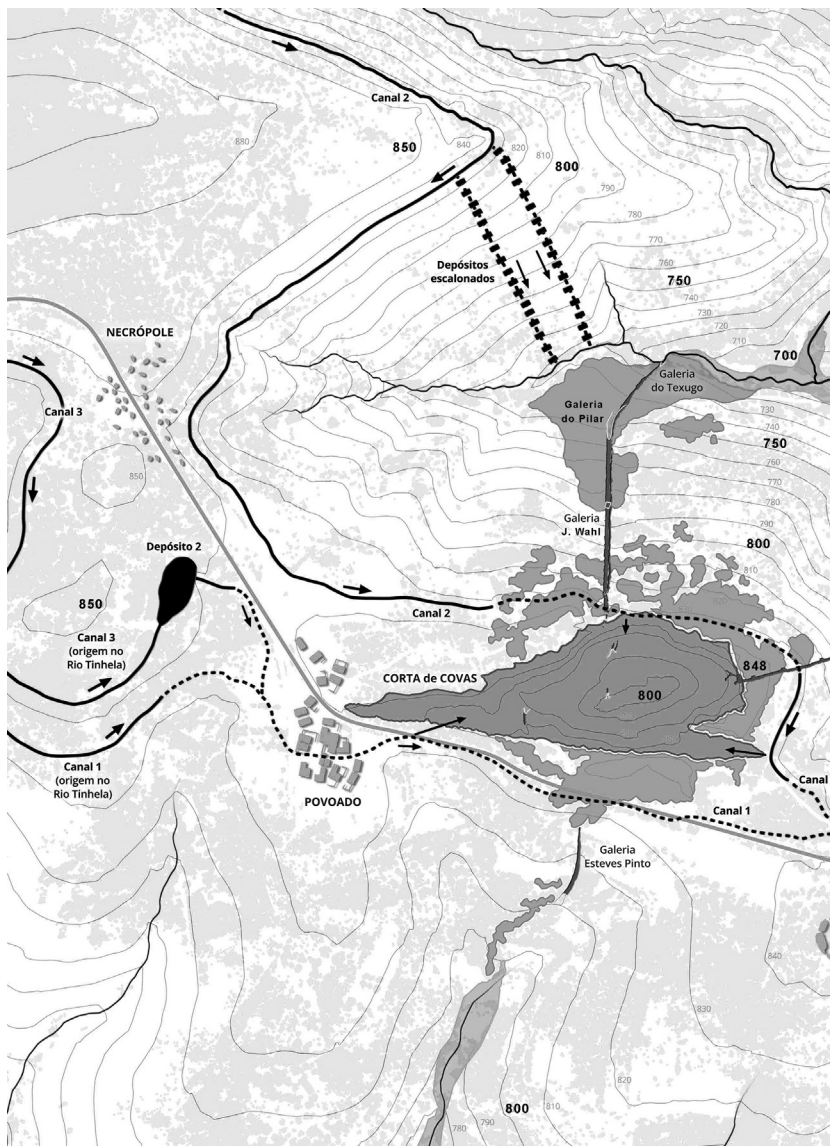 Canal 2
880
850
840
820
810
800
790
780
770
760
750
740
730
720
710
700
Depósitos
escalonados
NECRÓPOLE
Canal 3
850
Galeria
do Texugo
Galeria
do Pilar
730
740
750
760
770
780
790
800
810
820
Galeria
J. Wahl
Depósito 2
850
Canal 3
(origem no
Rio Tinhela)
Canal 2
CORTA de COVAS
848
800
Canal 1
(origem no
Rio Tinhela)
POVOADO
Canal
Canal 1
Galeria
Esteves Pinto
840
830
820
810
800
790
780